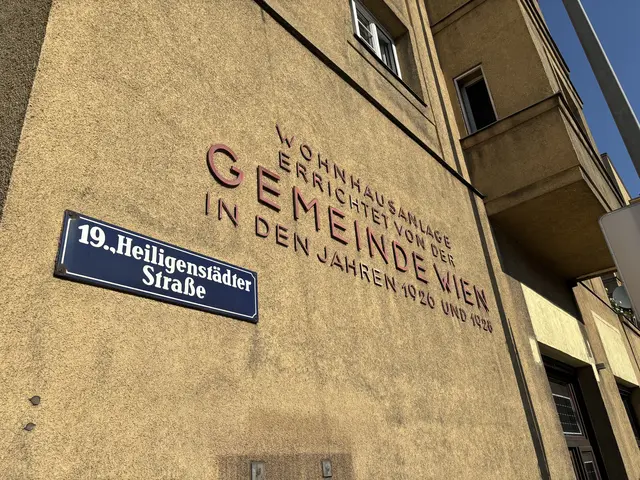 WOHNHAUSANLAGE
ERRICHTET VON DER
GEMEINDE WIEN
IN DEN JAHREN 1926 UND 1928
19.,Heiligenstädter
Straße